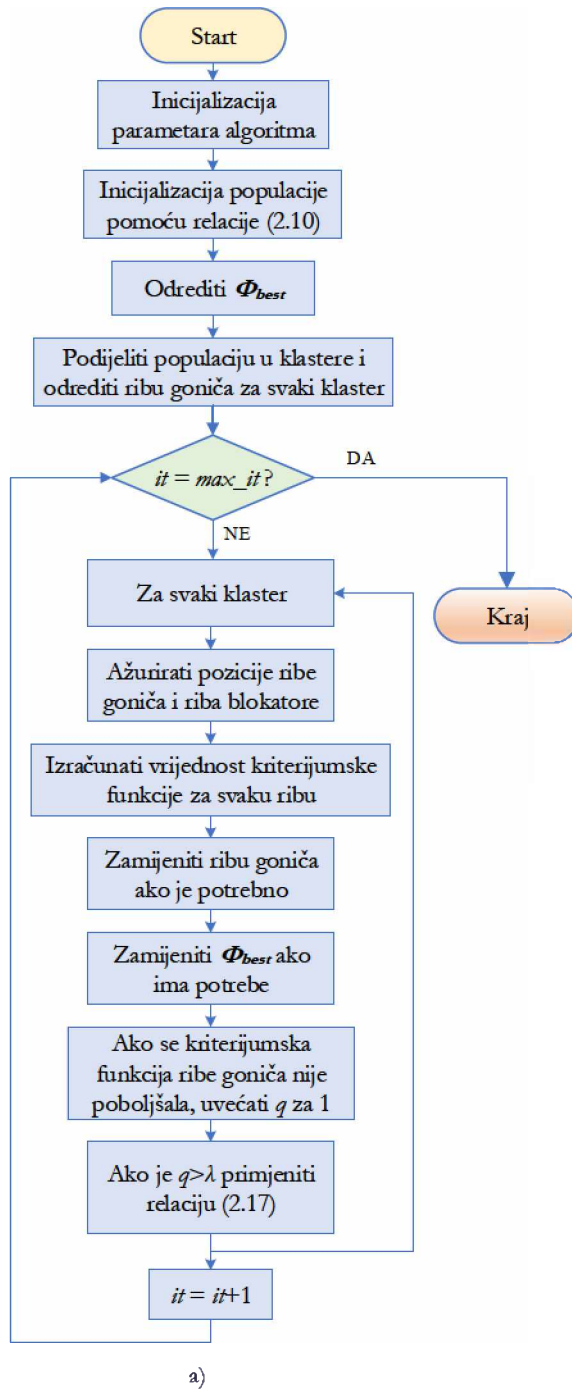 Start
Inicijalizacija
parametara algoritma
Inicijalizacija populacije
pomoću relacije (2.10)
Odrediti Φbest
Podijeliti populaciju u klastere i
odrediti ribu goniča za svaki klaster
it = max_it?
DA
NE
Za svaki klaster
Kraj
Ažurirati pozicije ribe
goniča i riba blokatore
Izračunati vrijednost kriterijumske
funkcije za svaku ribu
Zamijeniti ribu goniča
ako je potrebno
Zamijeniti Φbest ako
ima potrebe
Ako se kriterijumska
funkcija ribe goniča nije
poboljšala, uvećati q za 1
Ako je q>λ primjeniti
relaciju (2.17)
it = it+1
a)